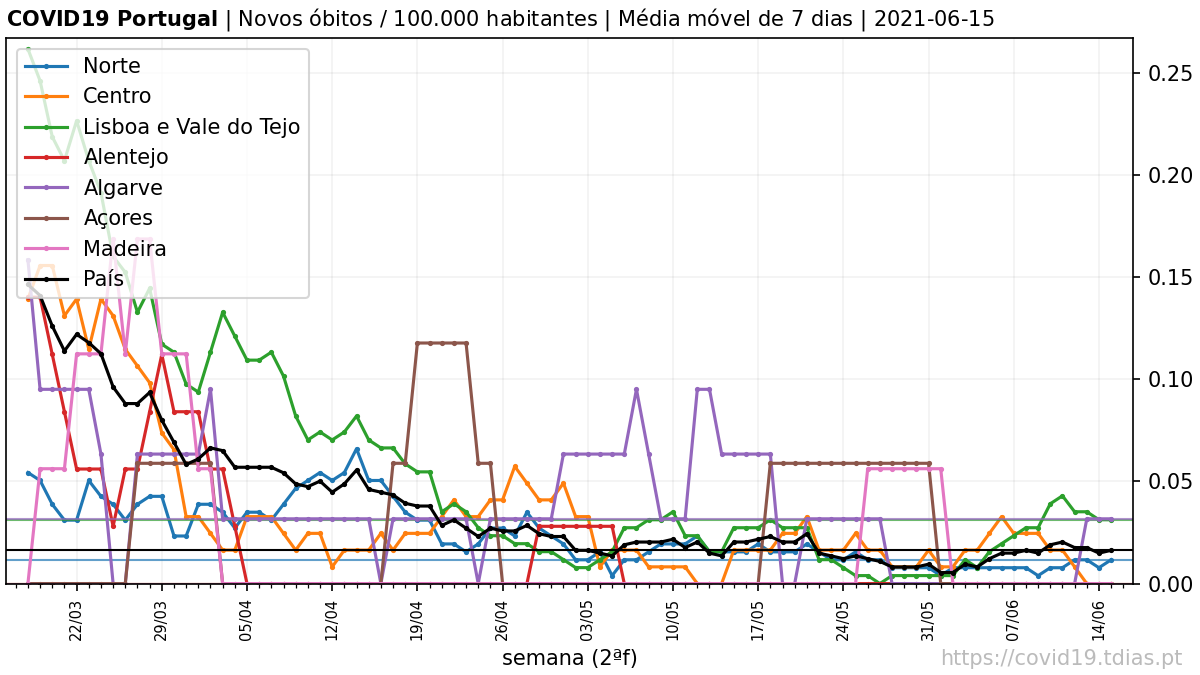 COVID19 Portugal | Novos óbitos / 100.000 habitantes | Média móvel de 7 dias | 2021-06-15
Norte
Centro
Lisboa e Vale do Tejo
Alentejo
Algarve
Açores
Madeira
País
0.25
0.20
0.15
0.10
0.05
0.00
22/03
29/03
05/04
12/04
19/04
26/04
03/05
10/05
17/05
24/05
31/05
07/06
14/06
semana (2ªf)
https://covid19.tdias.pt